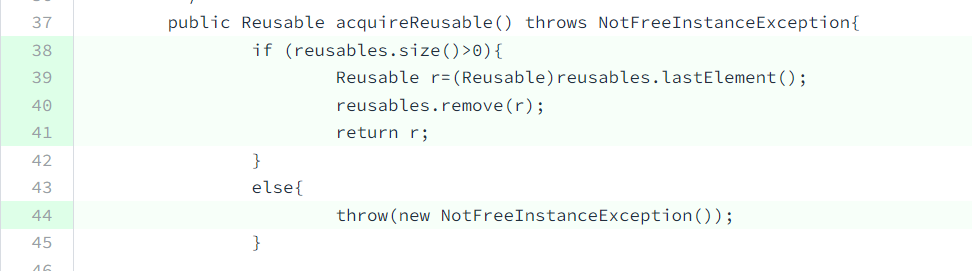 37 public Reusable acquireReusable() throws NotFreeInstanceException{
38 if (reusables.size()>0){
39 Reusable r=(Reusable)reusables.lastElement();
40 reusables.remove(r);
41 return r;
42 }
43 else{
44 throw(new NotFreeInstanceException());
45 }